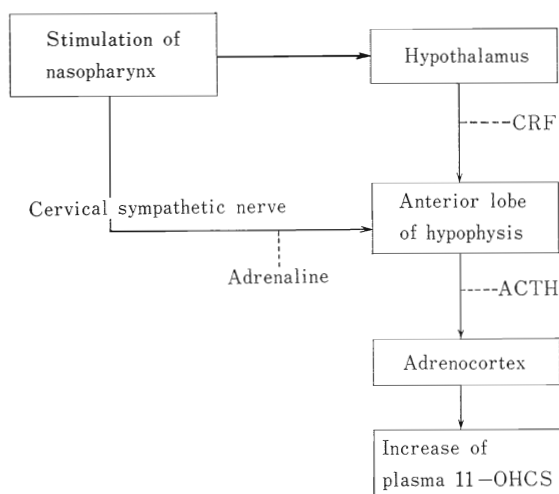 Stimulation of
nasopharynx
Hypothalamus
CRF
Cervical sympathetic nerve
Anterior lobe
of hypophysis
Adrenaline
ACTH
Adrenocortex
Increase of
plasma 11-OHCS